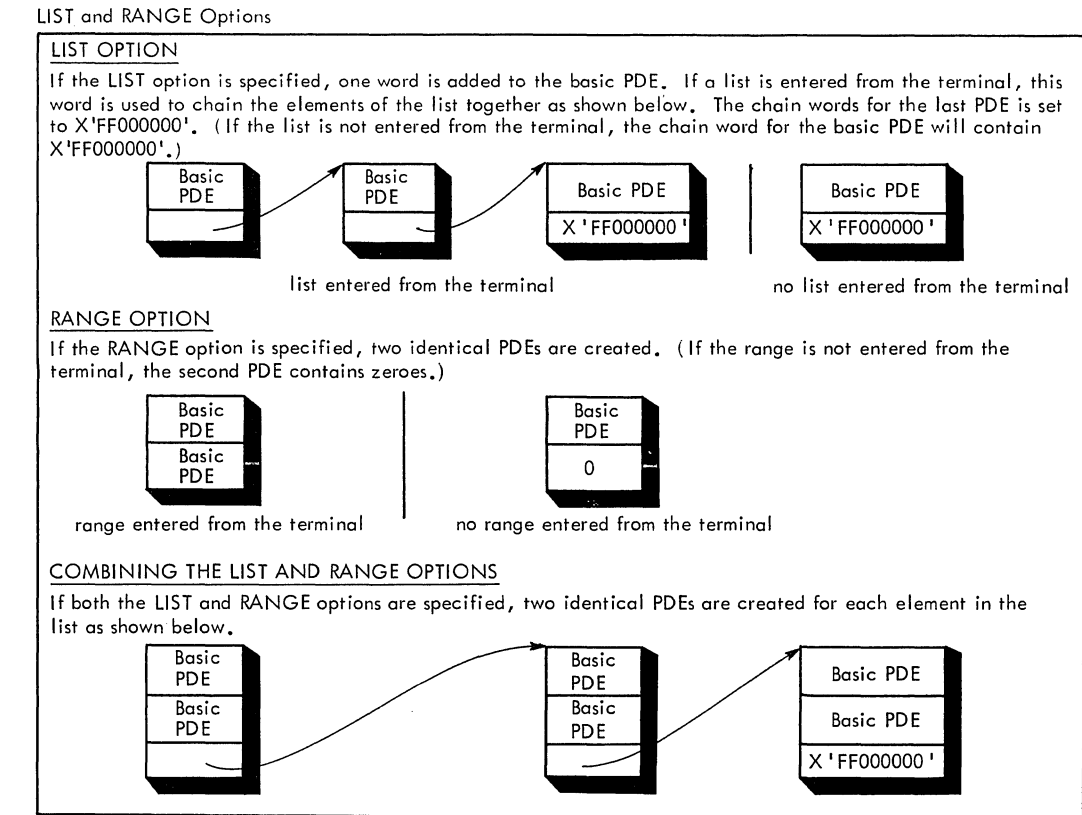 LIST and RANGE Options
LIST OPTION
If the LIST option is specified, one word is added to the basic PDE. If a list is entered from the terminal, this
word is used to chain the elements of the list together as shown below. The chain words for the last PDE is set
to X'FF000000'. (If the list is not entered from the terminal, the chain word for the basic PDE will contain
X'FF000000'.)
Basic
PDE
Basic
PDE
Basic PDE
X'FF000000'
Basic PDE
X'FF000000'
list entered from the terminal
no list entered from the terminal
RANGE OPTION
If the RANGE option is specified, two identical PDEs are created. (If the range is not entered from the
terminal, the second PDE contains zeroes.)
Basic
PDE
Basic
PDE
Basic
PDE
0
range entered from the terminal
no range entered from the terminal
COMBINING THE LIST AND RANGE OPTIONS
If both the LIST and RANGE options are specified, two identical PDEs are created for each element in the
list as shown below.
Basic
PDE
Basic
PDE
Basic
PDE
Basic
PDE
Basic PDE
Basic PDE
X'FF000000'